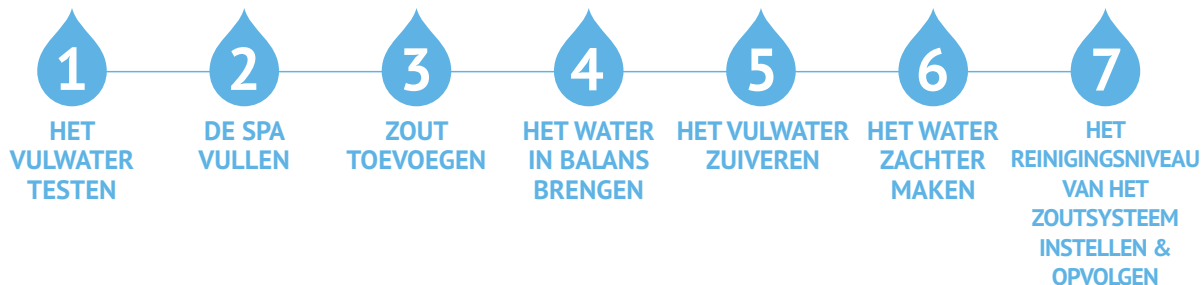 1
HET
VULWATER
TESTEN
2
DE SPA
VULLEN
3
ZOUT
TOEVOEGEN
4
HET WATER
IN BALANS
BRENGEN
5
HET VULWATER
ZUIVEREN
6
HET WATER
ZACHTER
MAKEN
7
HET
REINIGINGSNIVEAU
VAN HET
ZOUTSYSTEEM
INSTELLEN &
OPVOLGEN